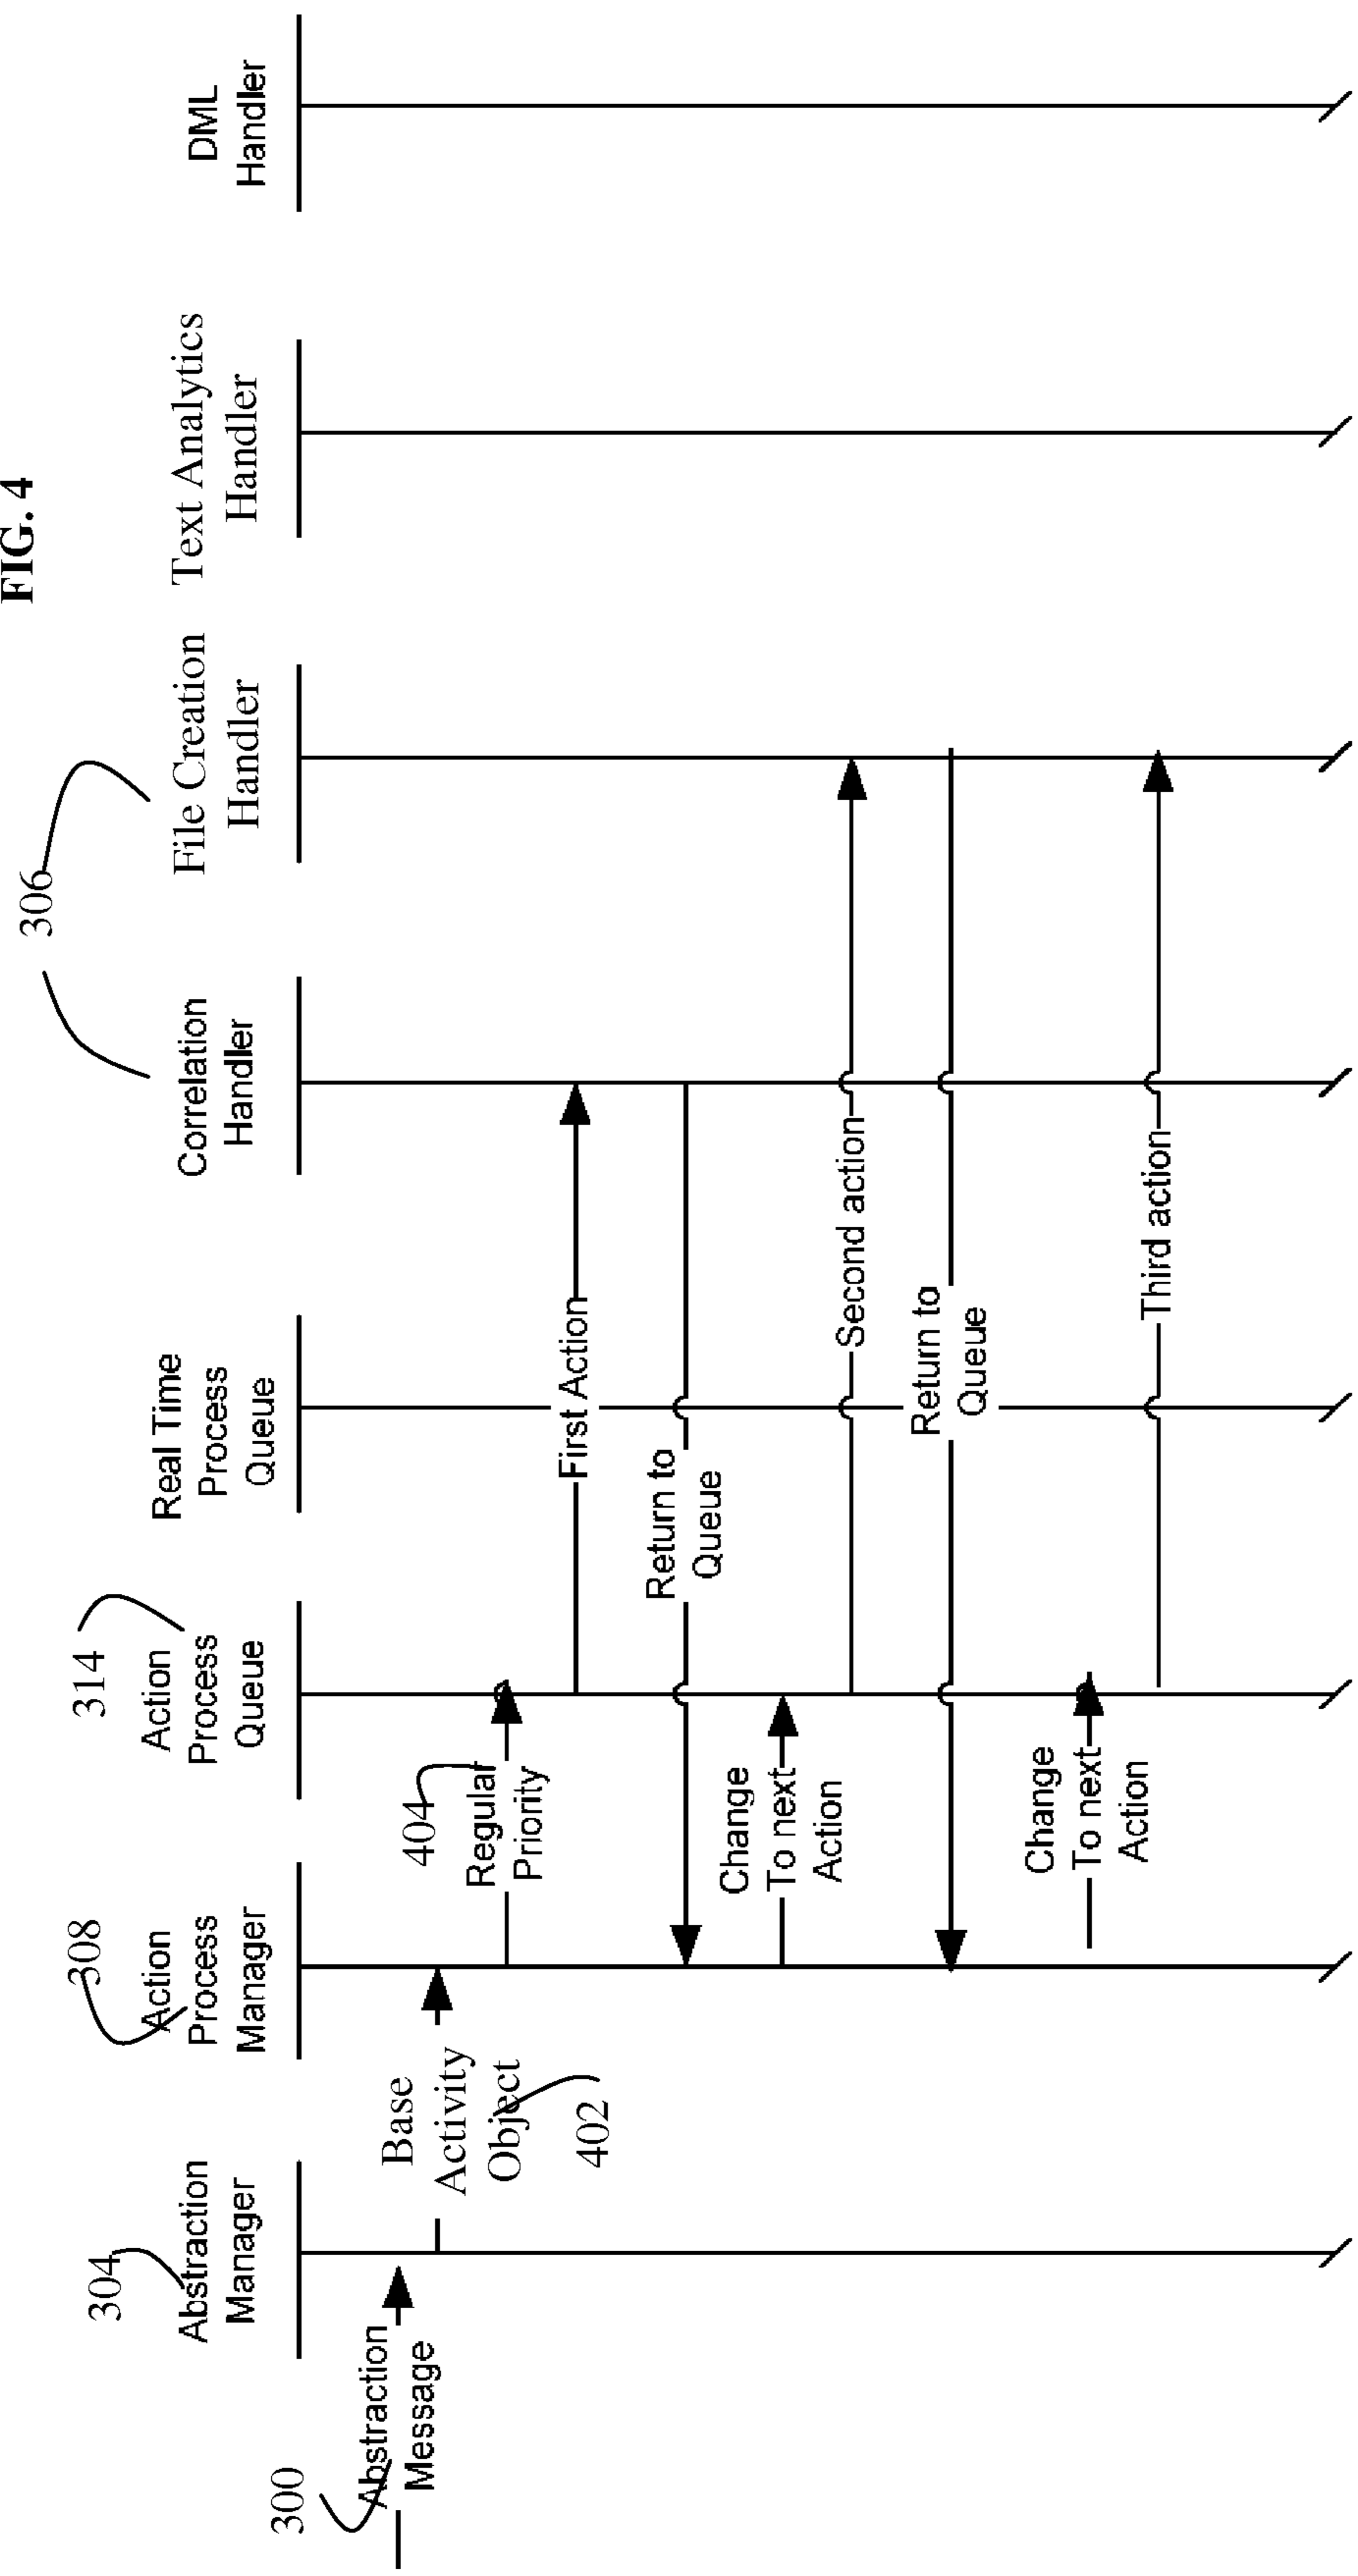 FIG. 4
304
Abstraction
Manager
308
Action
Process
Manager
314
Action
Process
Queue
Real Time
Process
Queue
306
Correlation
Handler
File Creation
Handler
Text Analytics
Handler
DML
Handler
300
Abstraction
Message
Base
Activity
Object
402
404
Regular
Priority
First Action
Return to
Queue
Change
To next
Action
Second action
Return to
Queue
Change
To next
Action
Third action